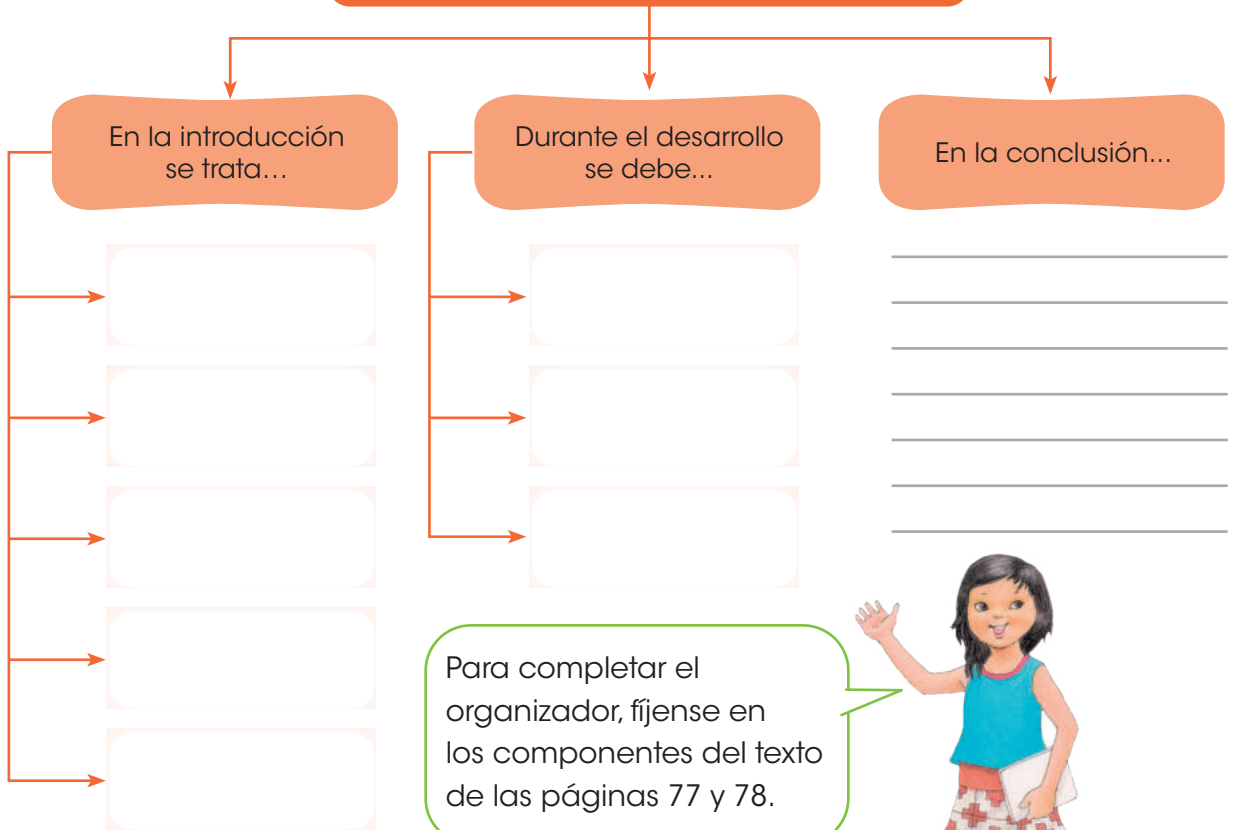 En la introducción
se trata…
Durante el desarrollo
se debe...
En la conclusión...
Para completar el
organizador, fíjense en
los componentes del texto
de las páginas 77 y 78.